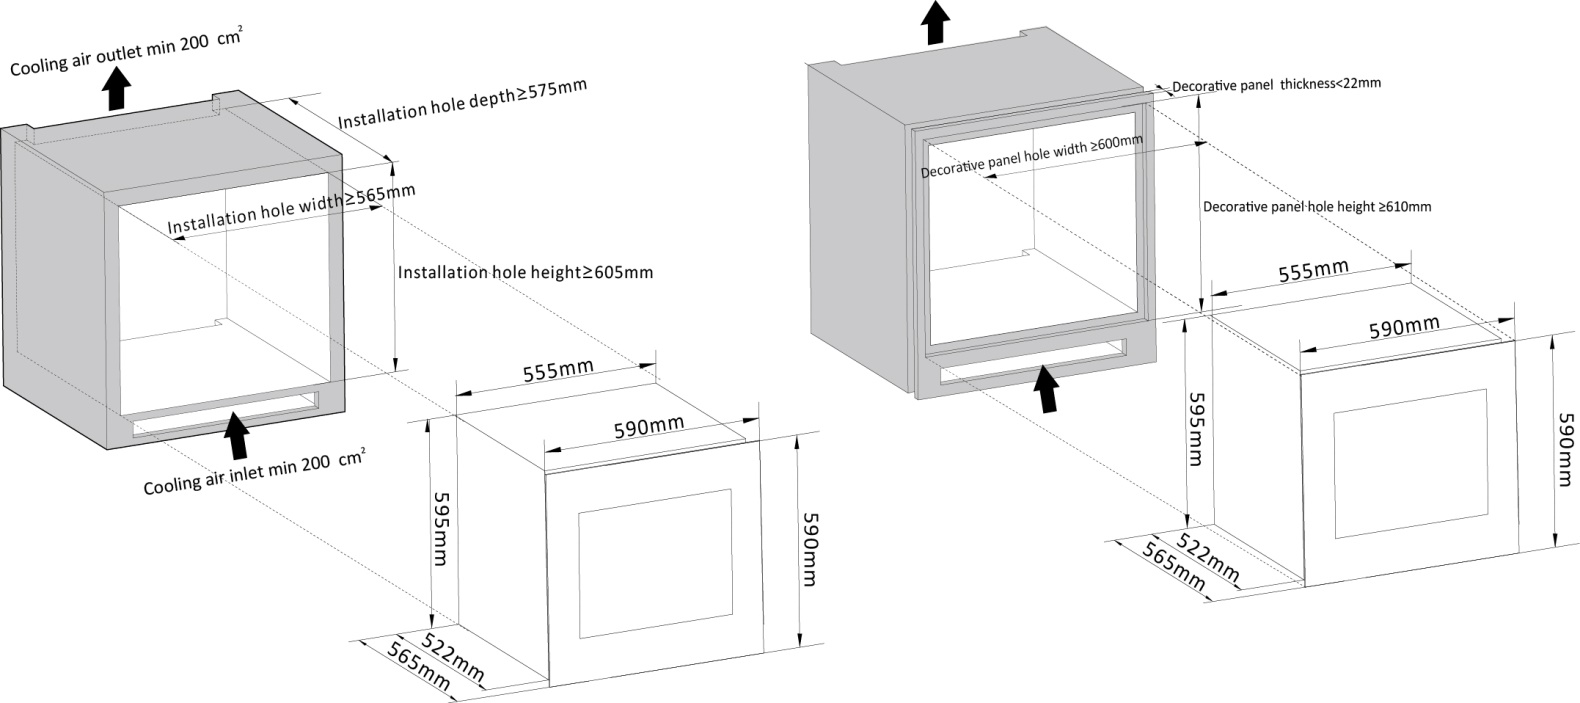 Cooling air outlet min 200 cm²
Installation hole depth≥575mm
Installation hole width≥565mm
Installation hole height≥605mm
Cooling air inlet min 200 cm²
555mm
590mm
595mm
590mm
522mm
565mm
Decorative panel thickness<22mm
Decorative panel hole width ≥600mm
Decorative panel hole height ≥610mm
555mm
590mm
595mm
590mm
522mm
565mm